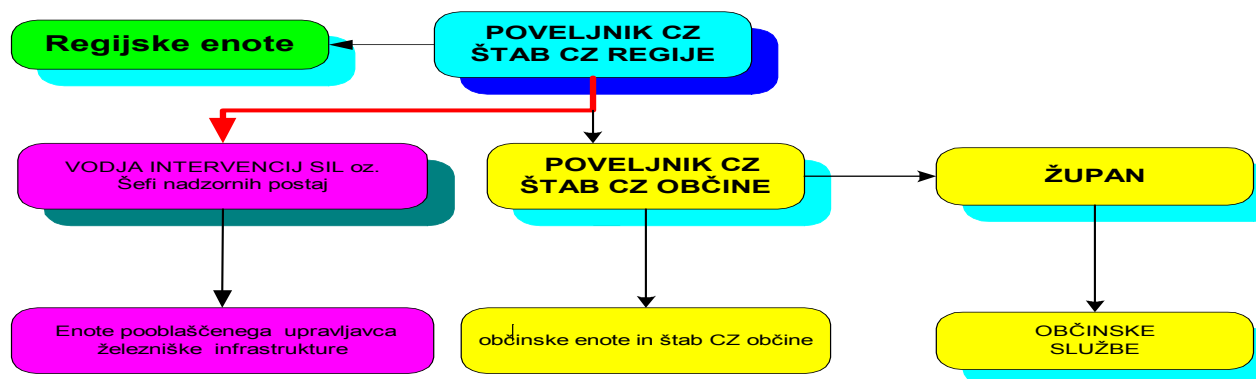 Regijske enote
POVELJNIK CZ
ŠTAB CZ REGIJE
VODJA INTERVENCIJ SIL oz.
Šefi nadzornih postaj
POVELJNIK CZ
ŠTAB CZ OBČINE
ŽUPAN
Enote pooblaščenega upravljavca
železniške infrastrukture
občinske enote in štab CZ občine
OBČINSKE
SLUŽBE